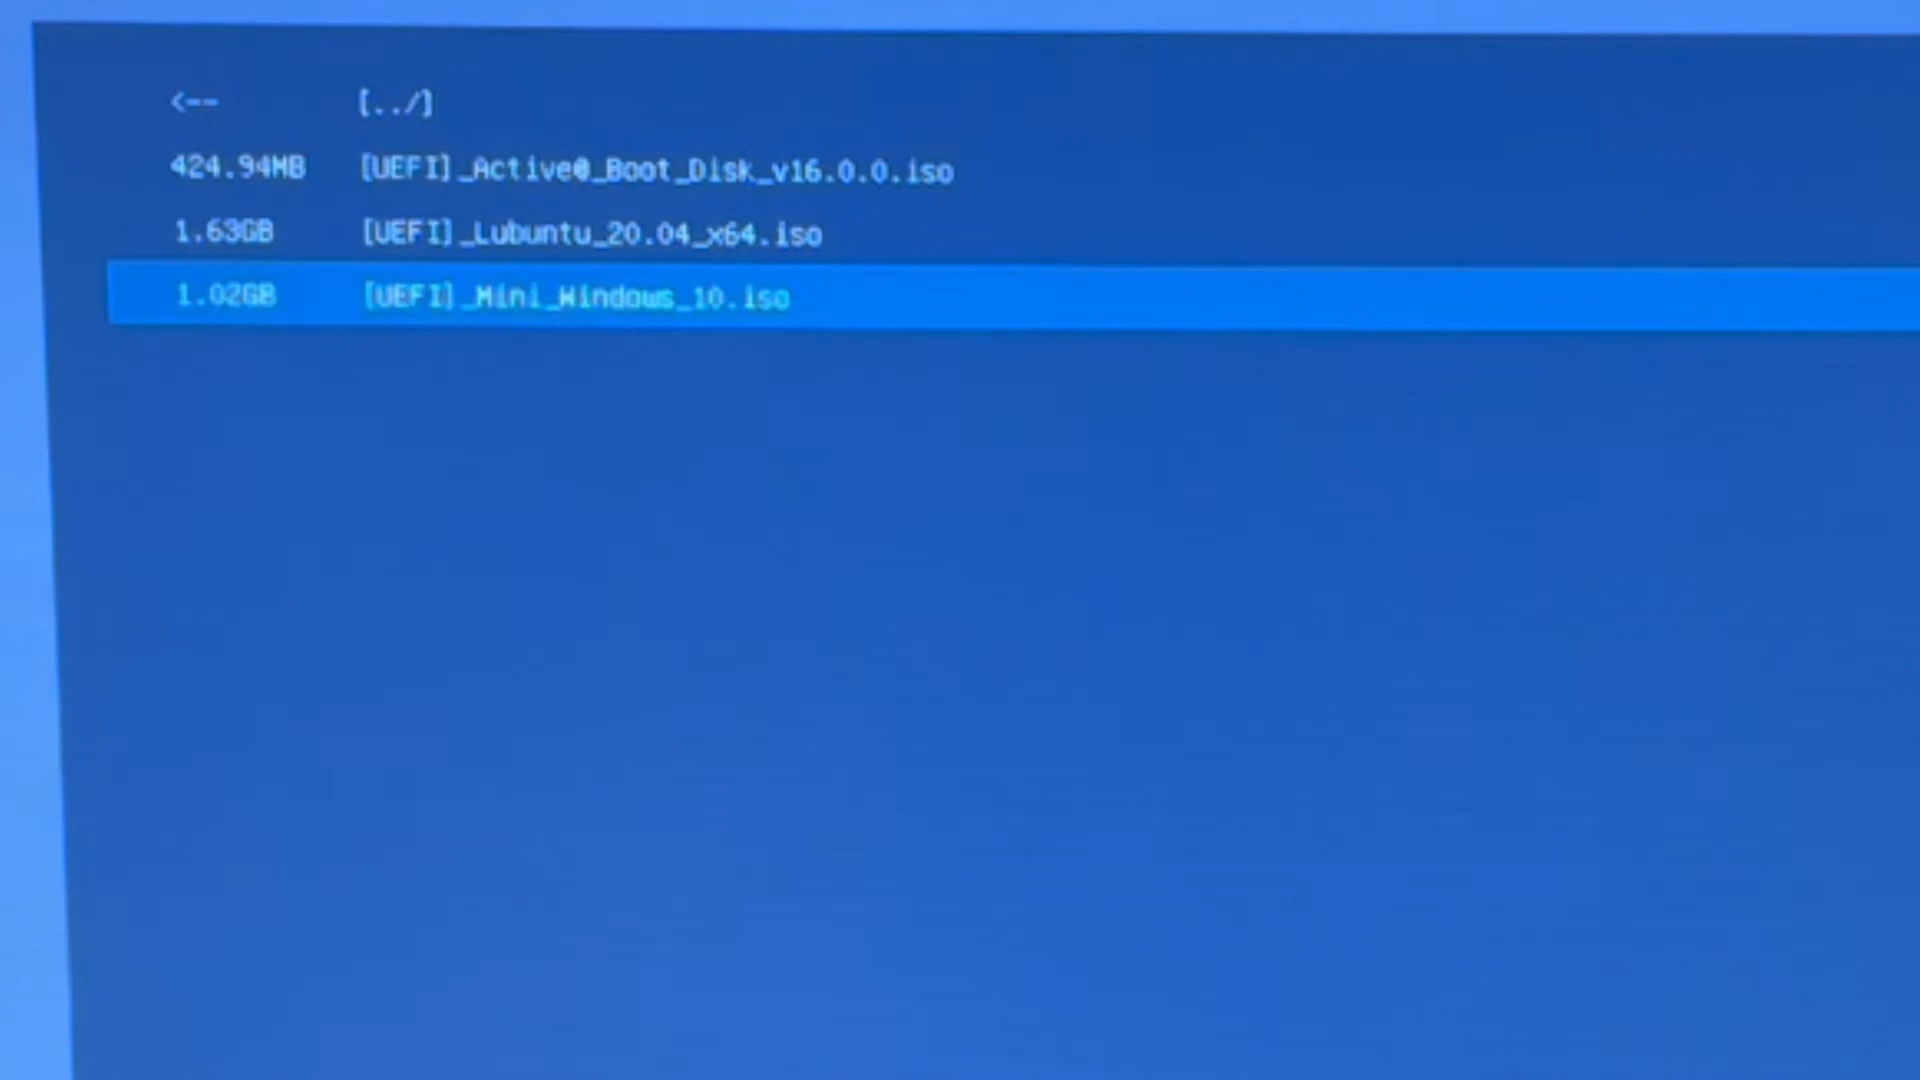 <-- [../]
424.94MB [UEFI]_Active@_Boot_Disk_v16.0.0.iso
1.63GB [UEFI]_Lubuntu_20.04_x64.iso
1.02GB [UEFI]_Mini_Windows_10.iso